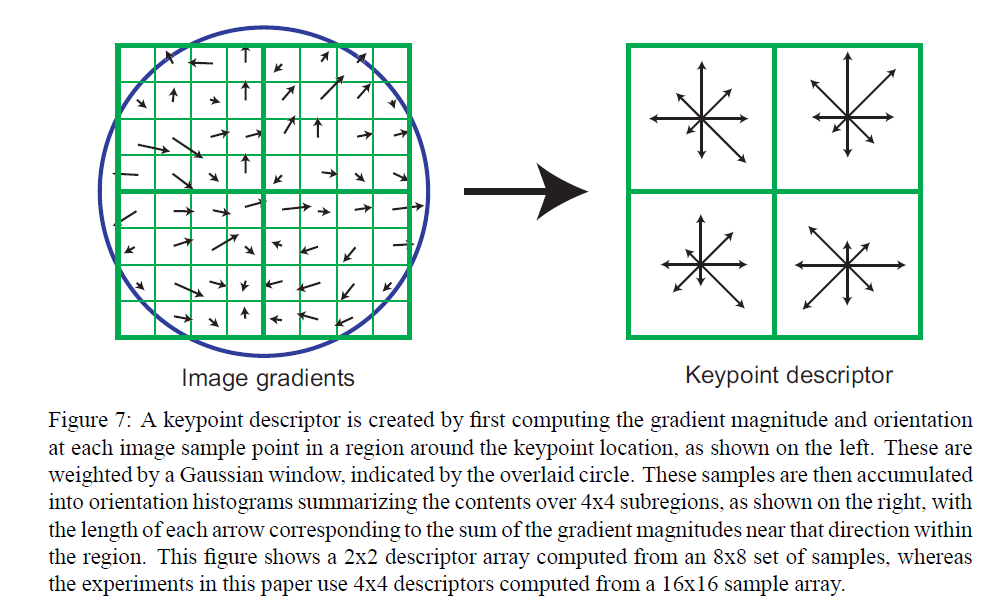 Image gradients
Keypoint descriptor
Figure 7: A keypoint descriptor is created by first computing the gradient magnitude and orientation
at each image sample point in a region around the keypoint location, as shown on the left. These are
weighted by a Gaussian window, indicated by the overlaid circle. These samples are then accumulated
into orientation histograms summarizing the contents over 4x4 subregions, as shown on the right, with
the length of each arrow corresponding to the sum of the gradient magnitudes near that direction within
the region. This figure shows a 2x2 descriptor array computed from an 8x8 set of samples, whereas
the experiments in this paper use 4x4 descriptors computed from a 16x16 sample array.